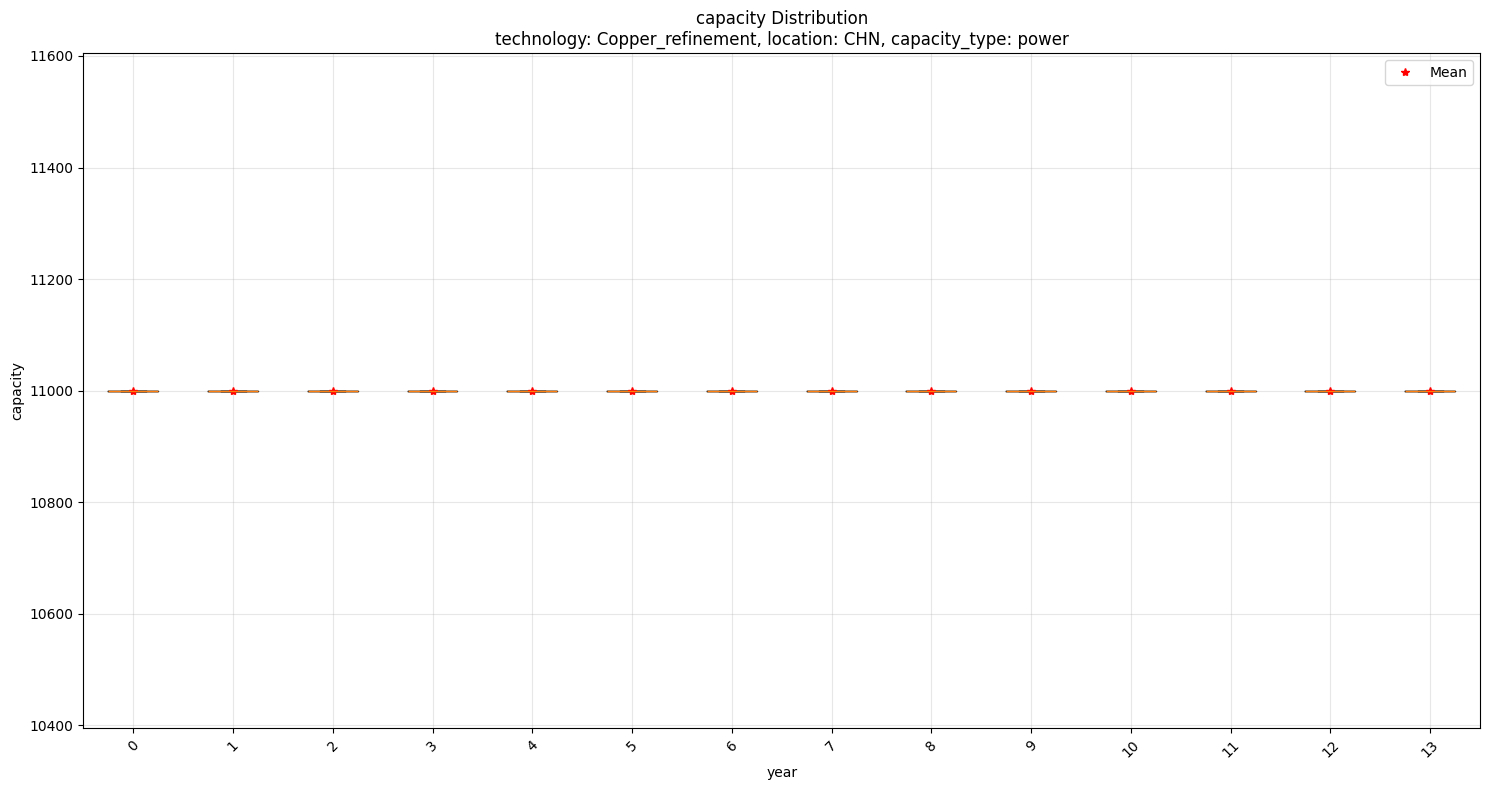 capacity Distribution
technology: Copper_refinement, location: CHN, capacity_type: power
Mean
11600
11400
11200
11000
10800
10600
10400
capacity
0 1 2 3 4 5 6 7 8 9 10 11 12 13
year